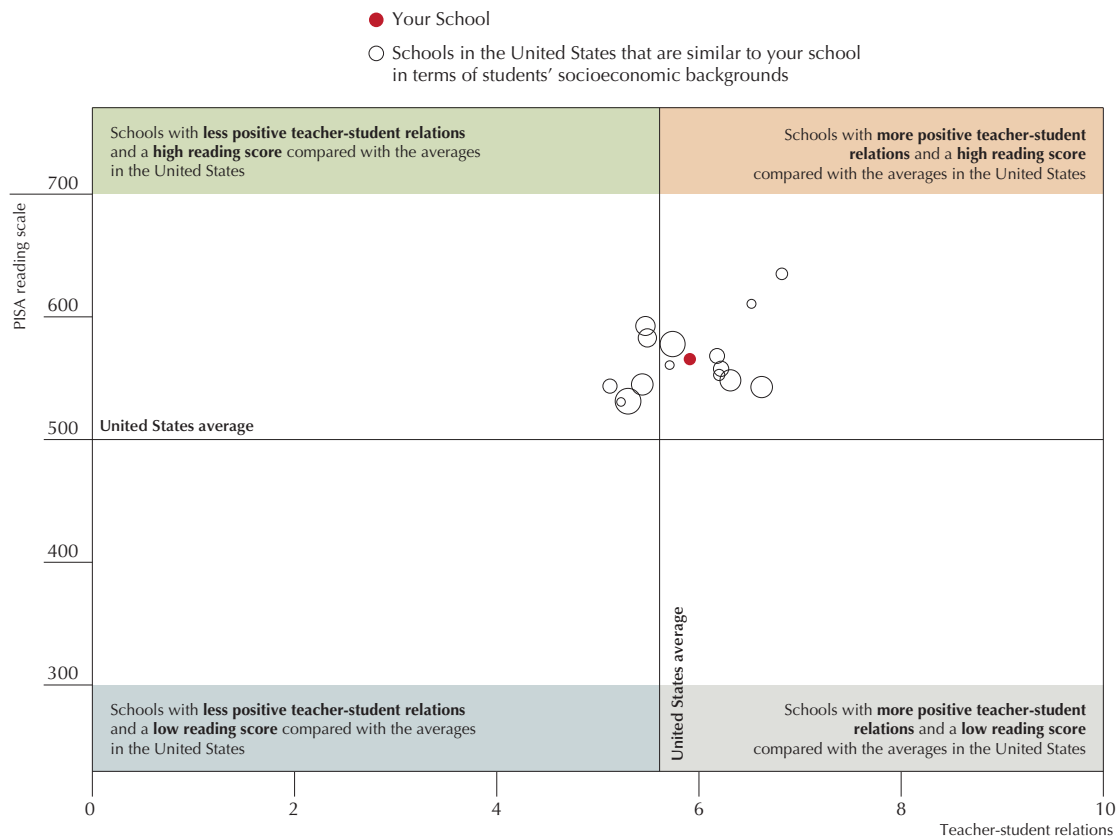 Your School
Schools in the United States that are similar to your school
in terms of students’ socioeconomic backgrounds
Schools with less positive teacher-student relations
and a high reading score compared with the averages
in the United States
Schools with more positive teacher-student
relations and a high reading score
compared with the averages in the United States
PISA reading scale
700
600
500
400
300
United States average
United States average
Schools with less positive teacher-student relations
and a low reading score compared with the averages
in the United States
Schools with more positive teacher-student
relations and a low reading score
compared with the averages in the United States
0
2
4
6
8
10
Teacher-student relations